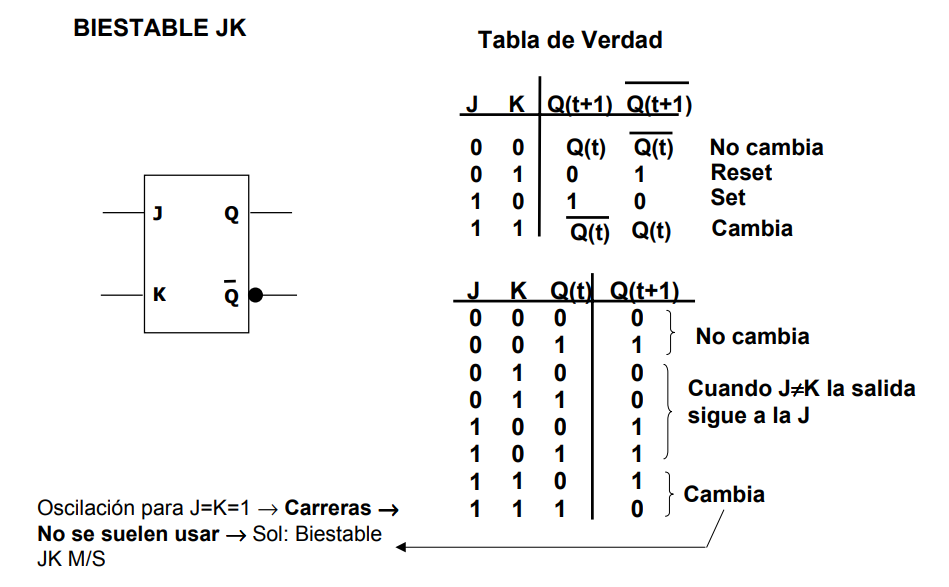 BIESTABLE JK
Tabla de Verdad
J K Q(t+1) Q̅(̅t̅+̅1̅)̅
0 0 Q(t) Q̅(̅t̅)̅ No cambia
0 1 0 1 Reset
1 0 1 0 Set
1 1 Q̅(̅t̅)̅ Q(t) Cambia
J Q
K Q̅
J K Q(t) Q(t+1)
0 0 0 0
0 0 1 1
No cambia
0 1 0 0
0 1 1 0
1 0 0 1
1 0 1 1
Cuando J≠K la salida
sigue a la J
1 1 0 1
1 1 1 0
Cambia
Oscilación para J=K=1 → Carreras →
No se suelen usar → Sol: Biestable
JK M/S